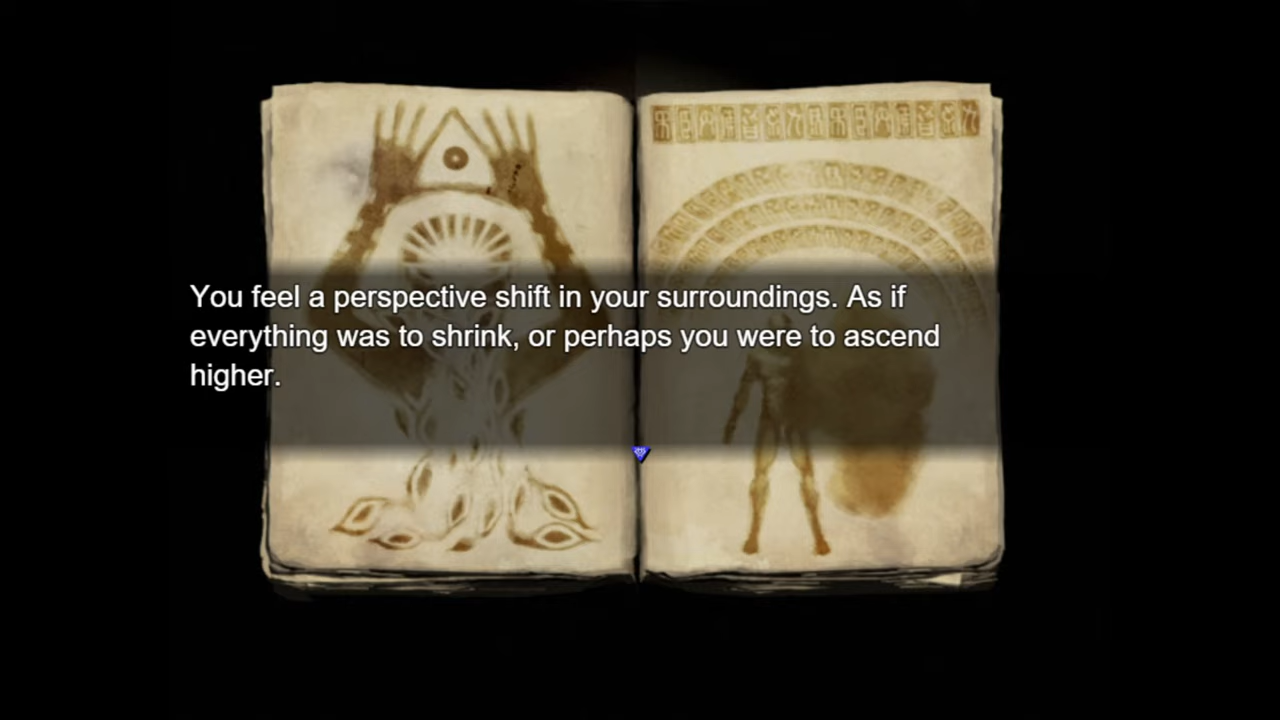 You feel a perspective shift in your surroundings. As if
everything was to shrink, or perhaps you were to ascend
higher.